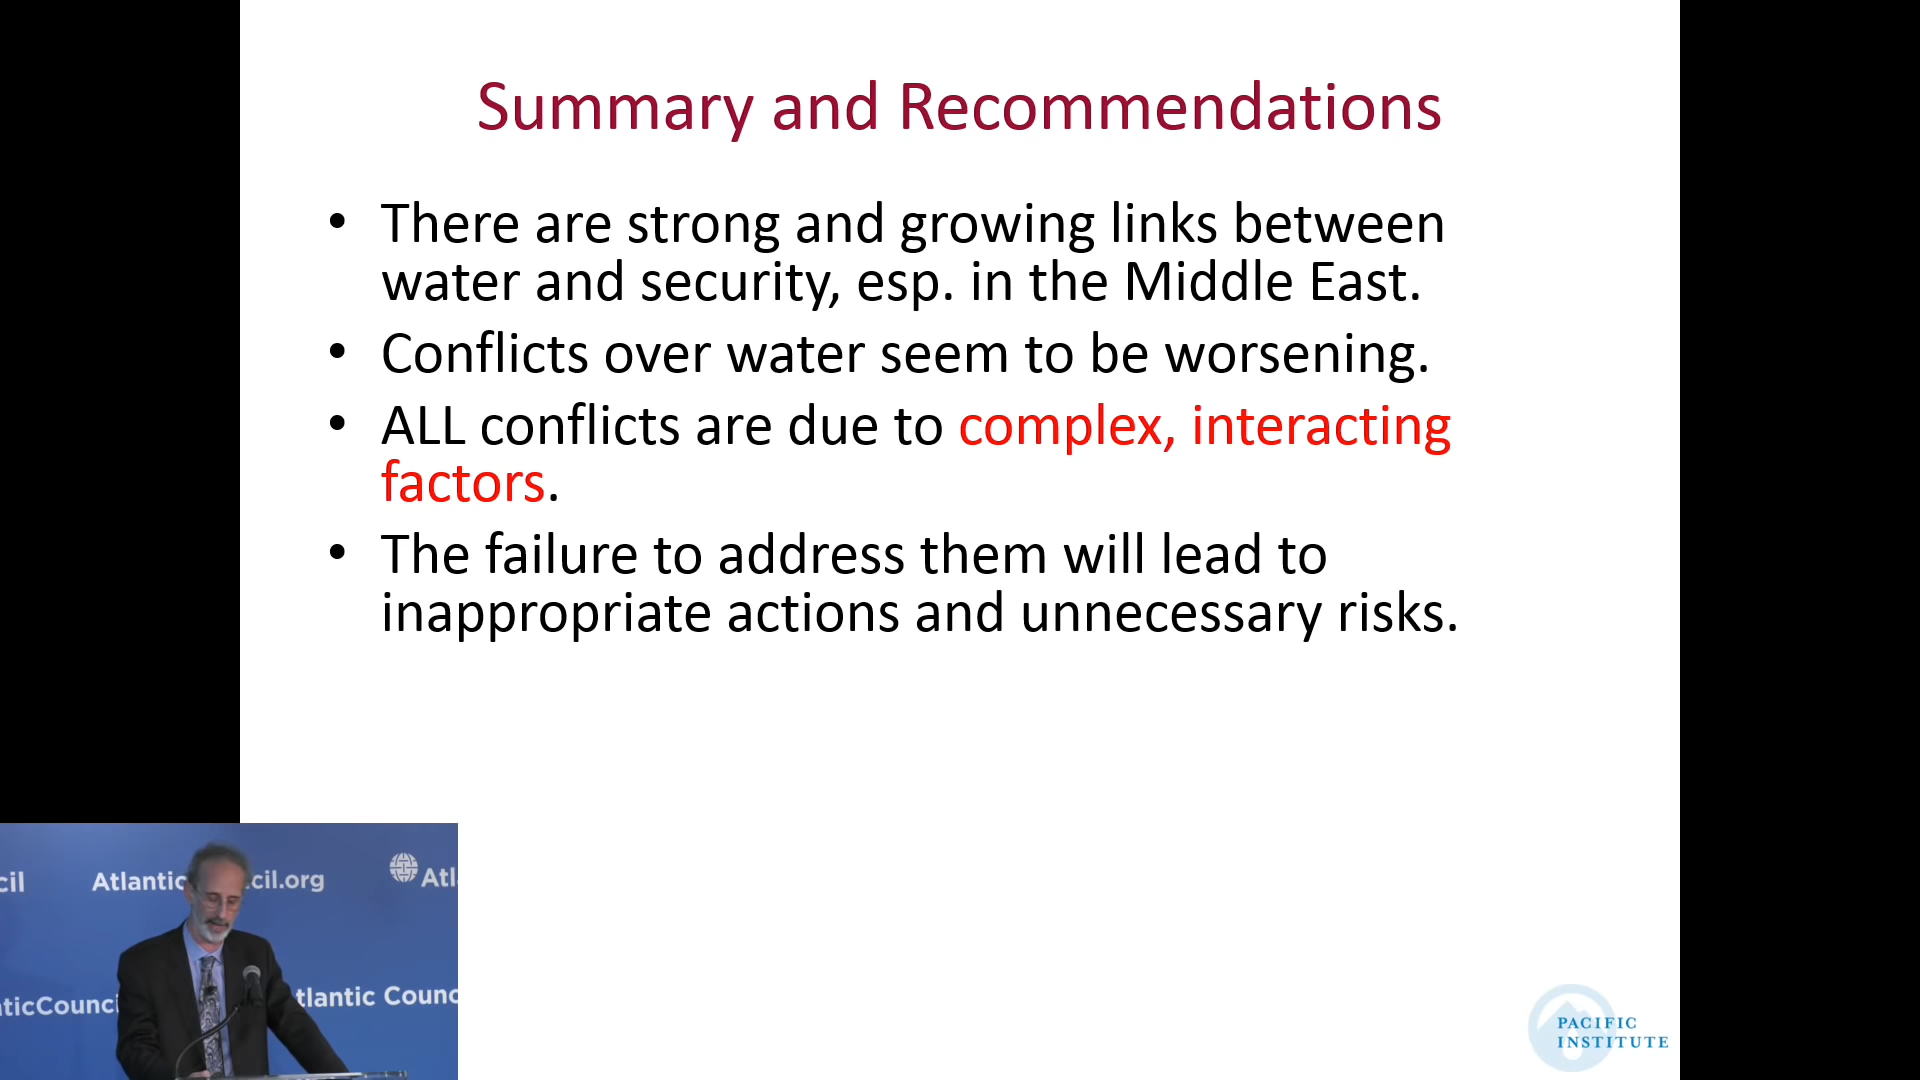 Summary and Recommendations
• There are strong and growing links between
water and security, esp. in the Middle East.
• Conflicts over water seem to be worsening.
• ALL conflicts are due to complex, interacting
factors.
• The failure to address them will lead to
inappropriate actions and unnecessary risks.
cil
Atlantic cil.org
Atl
ticCounci
tlantic Counc
PACIFIC
INSTITUTE